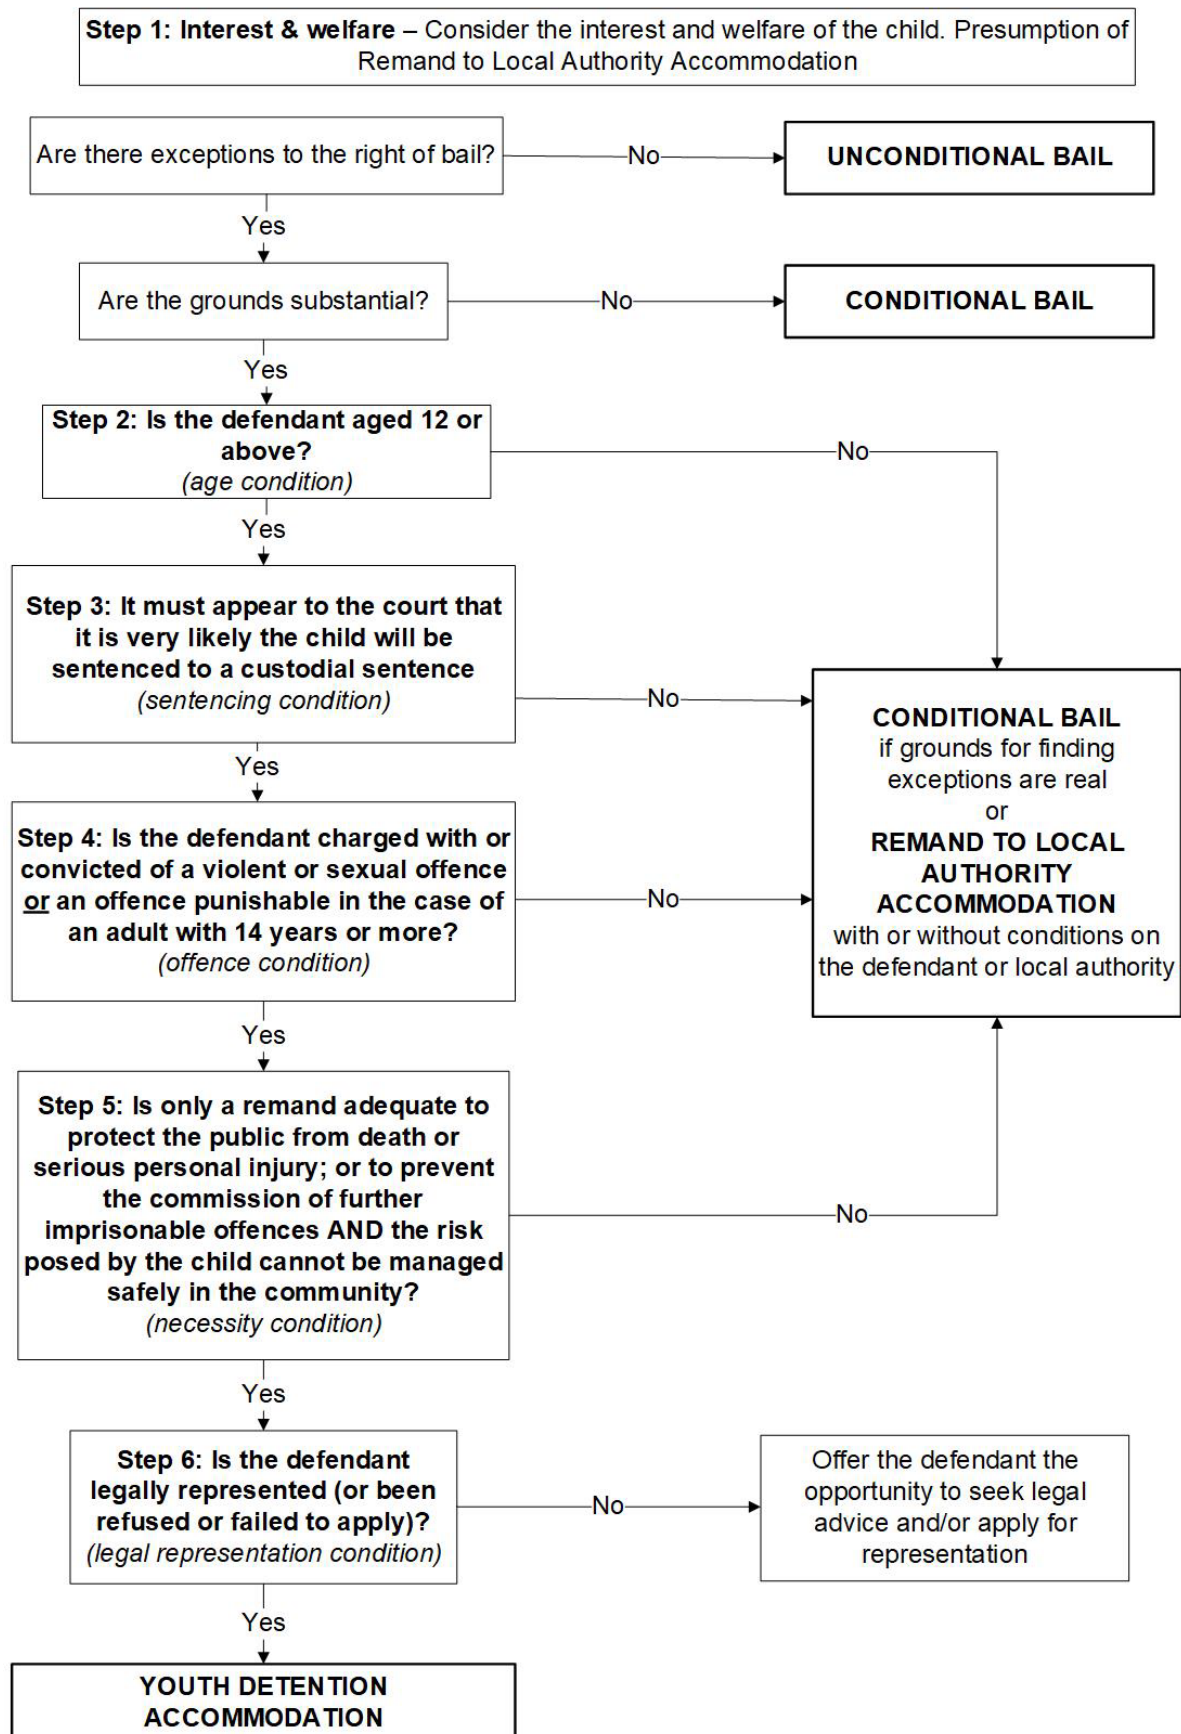 Step 1: Interest & welfare – Consider the interest and welfare of the child. Presumption of
Remand to Local Authority Accommodation
Are there exceptions to the right of bail?
No
UNCONDITIONAL BAIL
Yes
Are the grounds substantial?
No
CONDITIONAL BAIL
Yes
Step 2: Is the defendant aged 12 or
above?
(age condition)
No
Yes
Step 3: It must appear to the court that
it is very likely the child will be
sentenced to a custodial sentence
(sentencing condition)
No
Yes
Step 4: Is the defendant charged with or
convicted of a violent or sexual offence
or an offence punishable in the case of
an adult with 14 years or more?
(offence condition)
No
CONDITIONAL BAIL
if grounds for finding
exceptions are real
or
REMAND TO LOCAL
AUTHORITY
ACCOMMODATION
with or without conditions on
the defendant or local authority
Yes
Step 5: Is only a remand adequate to
protect the public from death or
serious personal injury; or to prevent
the commission of further
imprisonable offences AND the risk
posed by the child cannot be managed
safely in the community?
(necessity condition)
No
Yes
Step 6: Is the defendant
legally represented (or been
refused or failed to apply)?
(legal representation condition)
No
Offer the defendant the
opportunity to seek legal
advice and/or apply for
representation
Yes
YOUTH DETENTION
ACCOMMODATION